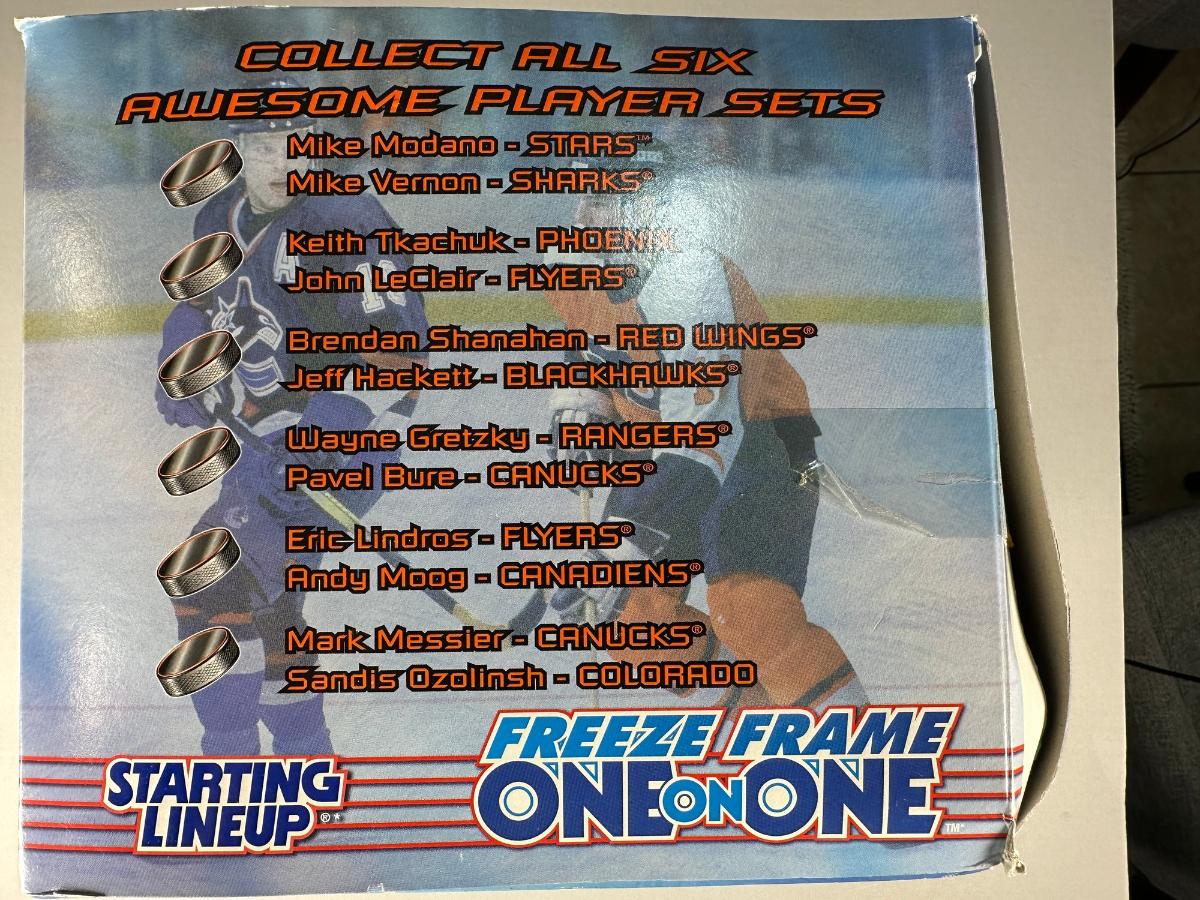 COLLECT ALL SIX
AWESOME PLAYER SETS
Mike Modano - STARS™
Mike Vernon - SHARKS®
Keith Tkachuk - PHOENIX
John LeClair - FLYERS®
Brendan Shanahan - RED WINGS®
Jeff Hackett - BLACKHAWKS®
Wayne Gretzky - RANGERS®
Pavel Bure - CANUCKS®
Eric Lindros - FLYERS®
Andy Moog - CANADIENS®
Mark Messier - CANUCKS®
Sandis Ozolinsh - COLORADO
STARTING
LINEUP®*
FREEZE FRAME
ONE ON ONE™
A